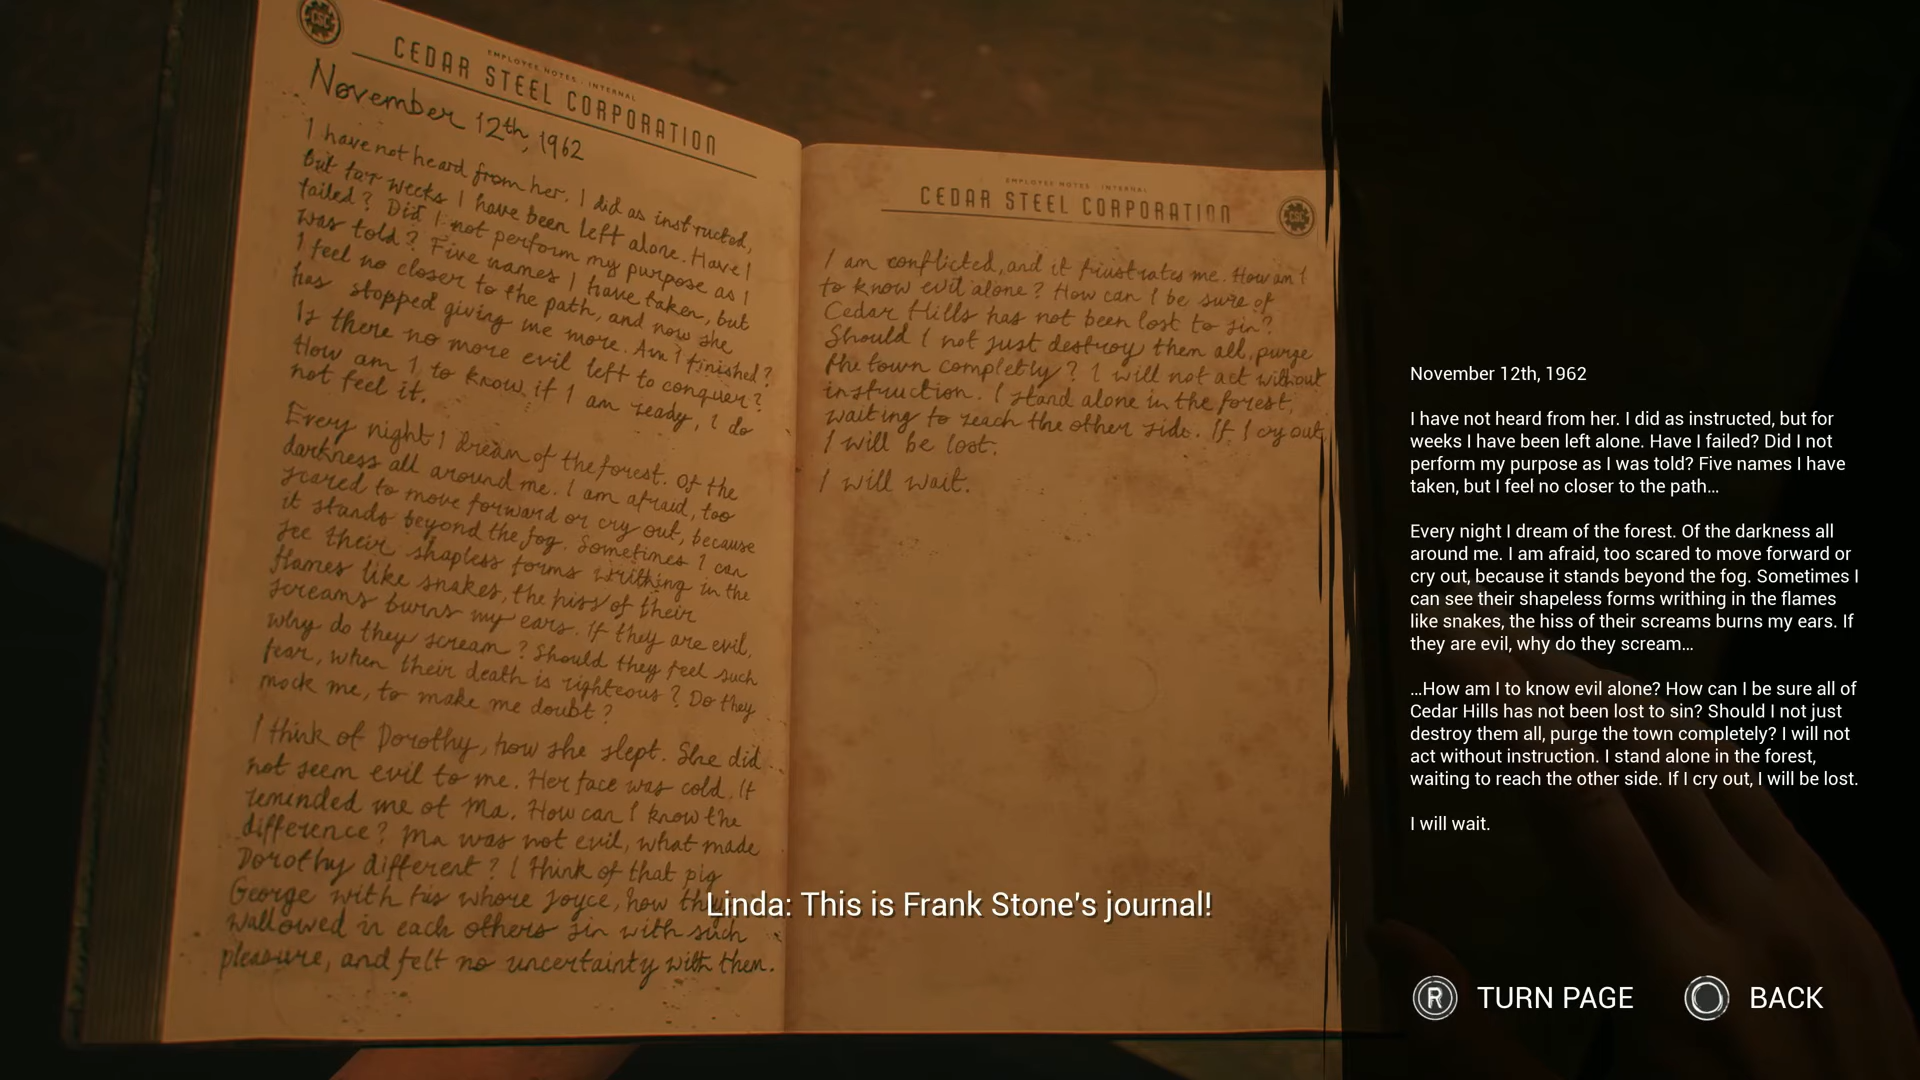 CSC
EMPLOYEE NOTES - INTERNAL
CEDAR STEEL CORPORATION
November 12th, 1962
I have not heard from her. I did as instructed,
but for weeks I have been left alone. Have I
failed? Did I not perform my purpose as I
was told? Five names I have taken, but
I feel no closer to the path, and now she
has stopped giving me more. Am I finished?
Is there no more evil left to conquer?
How am I to know if I am ready, I do
not feel it.
Every night I dream of the forest. Of the
darkness all around me. I am afraid, too
scared to move forward or cry out, because
it stands beyond the fog. Sometimes I can
see their shapless forms writhing in the
flames like snakes, the hiss of their
screams burns my ears. If they are evil,
why do they scream? Should they feel such
fear, when their death is righteous? Do they
mock me, to make me doubt?
I think of Dorothy, how she slept. She did
not seem evil to me. Her face was cold. It
reminded me of Ma. How can I know the
difference? Ma was not evil, what made
Dorothy different? I think of that pig
George with his whore Joyce, how they
wallowed in each others sin with such
pleasure, and felt no uncertainty with them.
EMPLOYEE NOTES - INTERNAL
CEDAR STEEL CORPORATION
CSC
I am conflicted, and it frustrates me. How am I
to know evil alone? How can I be sure of
Cedar Hills has not been lost to sin?
Should I not just destroy them all, purge
the town completly? I will not act without
instruction. I stand alone in the forest,
waiting to reach the other side. If I cry out,
I will be lost.
I will wait.
Linda: This is Frank Stone's journal!
November 12th, 1962
I have not heard from her. I did as instructed, but for
weeks I have been left alone. Have I failed? Did I not
perform my purpose as I was told? Five names I have
taken, but I feel no closer to the path...
Every night I dream of the forest. Of the darkness all
around me. I am afraid, too scared to move forward or
cry out, because it stands beyond the fog. Sometimes I
can see their shapeless forms writhing in the flames
like snakes, the hiss of their screams burns my ears. If
they are evil, why do they scream...
...How am I to know evil alone? How can I be sure all of
Cedar Hills has not been lost to sin? Should I not just
destroy them all, purge the town completely? I will not
act without instruction. I stand alone in the forest,
waiting to reach the other side. If I cry out, I will be lost.
I will wait.
R TURN PAGE
BACK